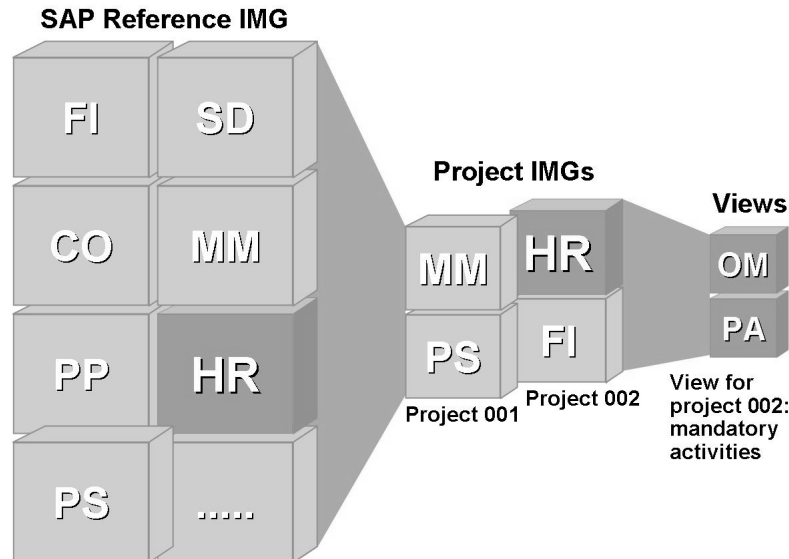 SAP Reference IMG
FI SD
CO MM
PP HR
PS .....
Project IMGs
MM HR
PS FI
Project 001 Project 002
Views
OM
PA
View for
project 002:
mandatory
activities